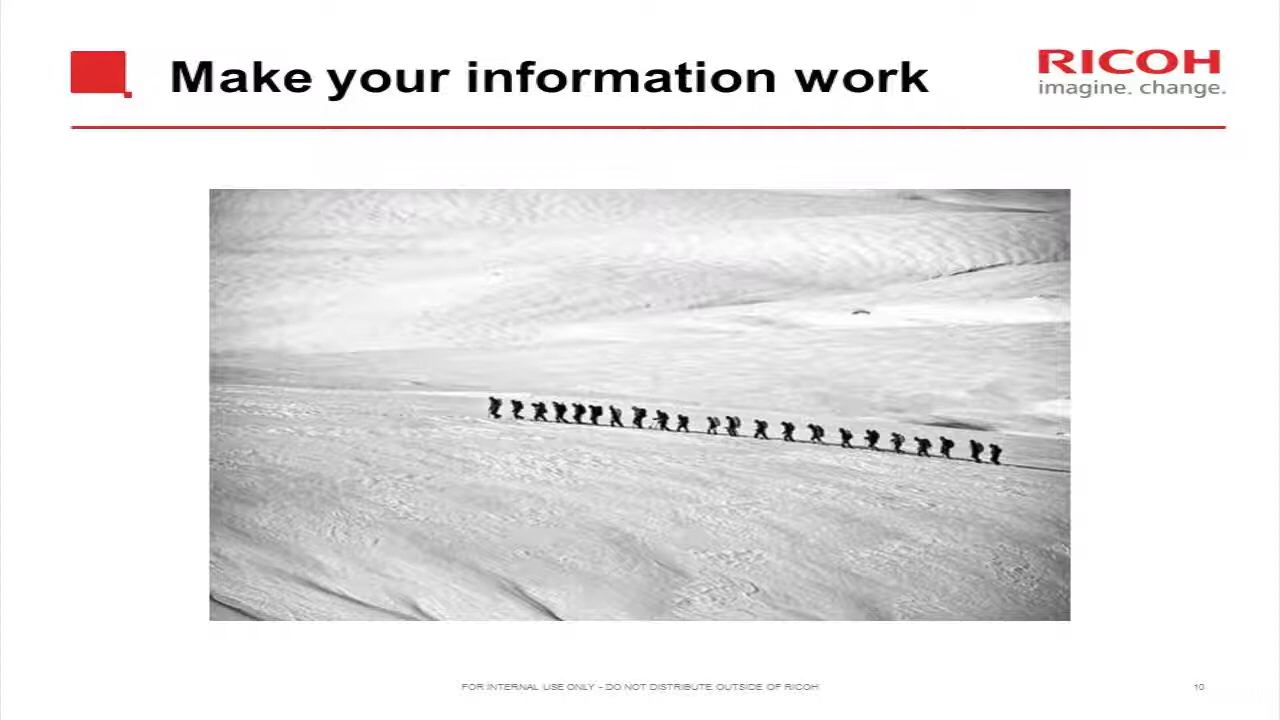 Make your information work
RICOH
imagine. change.
FOR INTERNAL USE ONLY - DO NOT DISTRIBUTE OUTSIDE OF RICOH
10